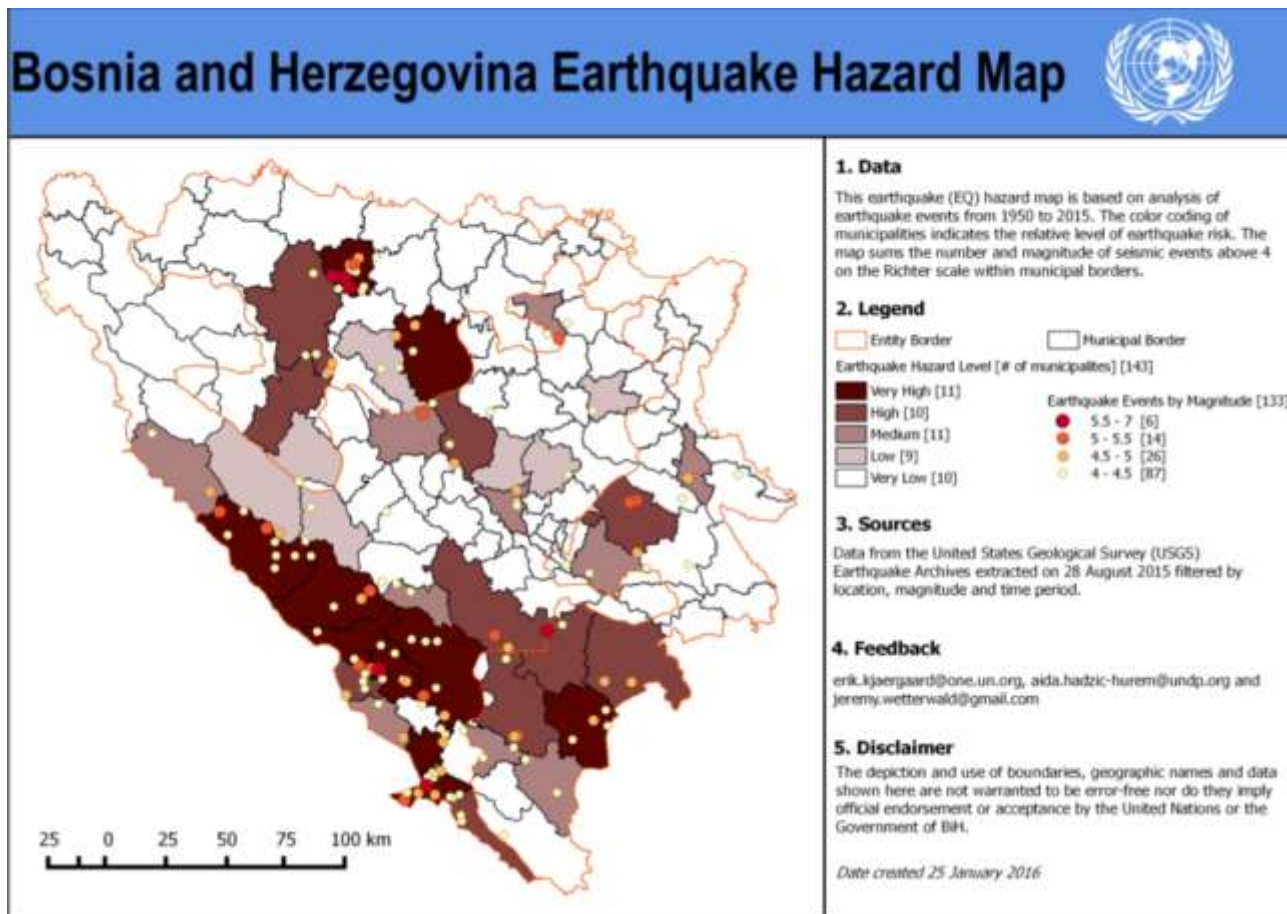 Bosnia and Herzegovina Earthquake Hazard Map
1. Data
This earthquake (EQ) hazard map is based on analysis of
earthquake events from 1950 to 2015. The color coding of
municipalities indicates the relative level of earthquake risk. The
map sums the number and magnitude of seismic events above 4
on the Richter scale within municipal borders.
2. Legend
Entity Border
Municipal Border
Earthquake Hazard Level [# of municipalites] [143]
Very High [11]
High [10]
Medium [11]
Low [9]
Very Low [10]
Earthquake Events by Magnitude [133]
5.5 - 7 [6]
5 - 5.5 [14]
4.5 - 5 [26]
4 - 4.5 [87]
3. Sources
Data from the United States Geological Survey (USGS)
Earthquake Archives extracted on 28 August 2015 filtered by
location, magnitude and time period.
4. Feedback
erik.kjaergaard@one.un.org, aida.hadzic-hurem@undp.org and
jeremy.wetterwald@gmail.com
5. Disclaimer
The depiction and use of boundaries, geographic names and data
shown here are not warranted to be error-free nor do they imply
official endorsement or acceptance by the United Nations or the
Government of BiH.
Date created 25 January 2016
25 0 25 50 75 100 km